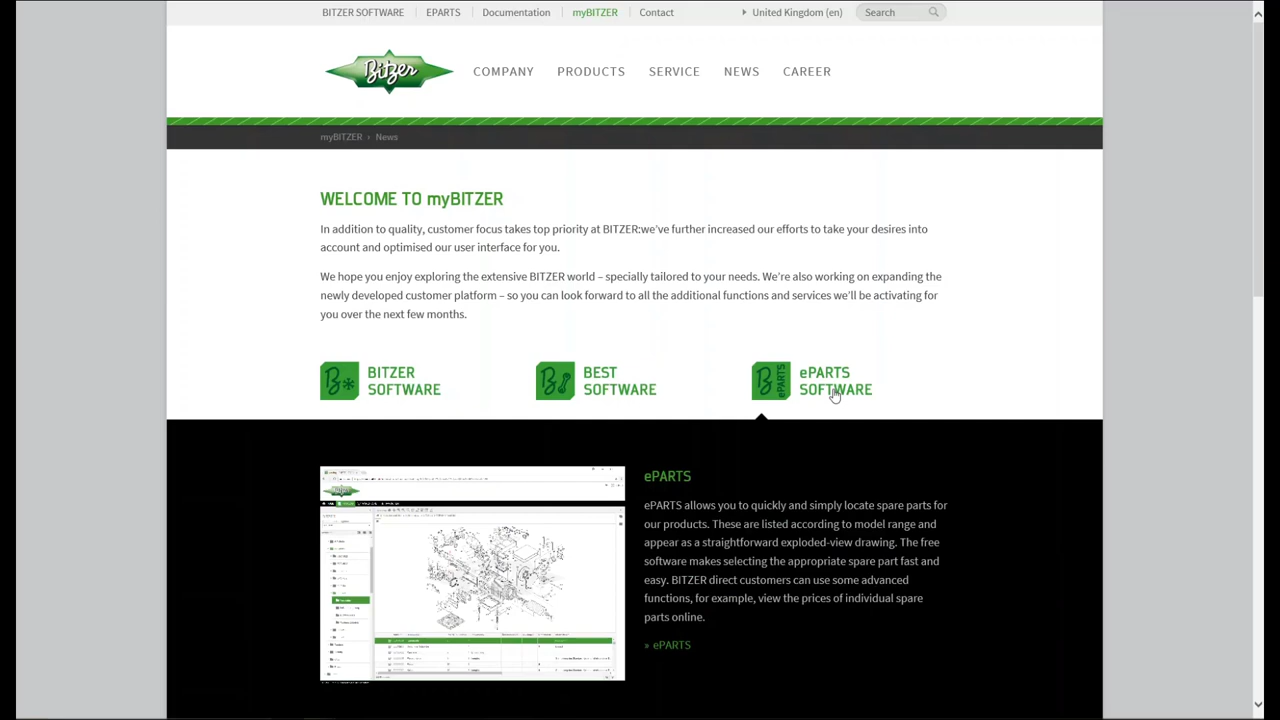 BITZER SOFTWARE EPARTS Documentation myBITZER Contact United Kingdom (en) Search
Bitzer COMPANY PRODUCTS SERVICE NEWS CAREER
myBITZER › News
WELCOME TO myBITZER
In addition to quality, customer focus takes top priority at BITZER:we’ve further increased our efforts to take your desires into
account and optimised our user interface for you.
We hope you enjoy exploring the extensive BITZER world – specially tailored to your needs. We’re also working on expanding the
newly developed customer platform – so you can look forward to all the additional functions and services we’ll be activating for
you over the next few months.
BITZER
SOFTWARE
BEST
SOFTWARE
ePARTS
ePARTS
SOFTWARE
ePARTS
ePARTS allows you to quickly and simply locate spare parts for
our products. These are listed according to model range and
appear as a straightforward exploded-view drawing. The free
software makes selecting the appropriate spare part fast and
easy. BITZER direct customers can use some advanced
functions, for example, view the prices of individual spare
parts online.
» ePARTS